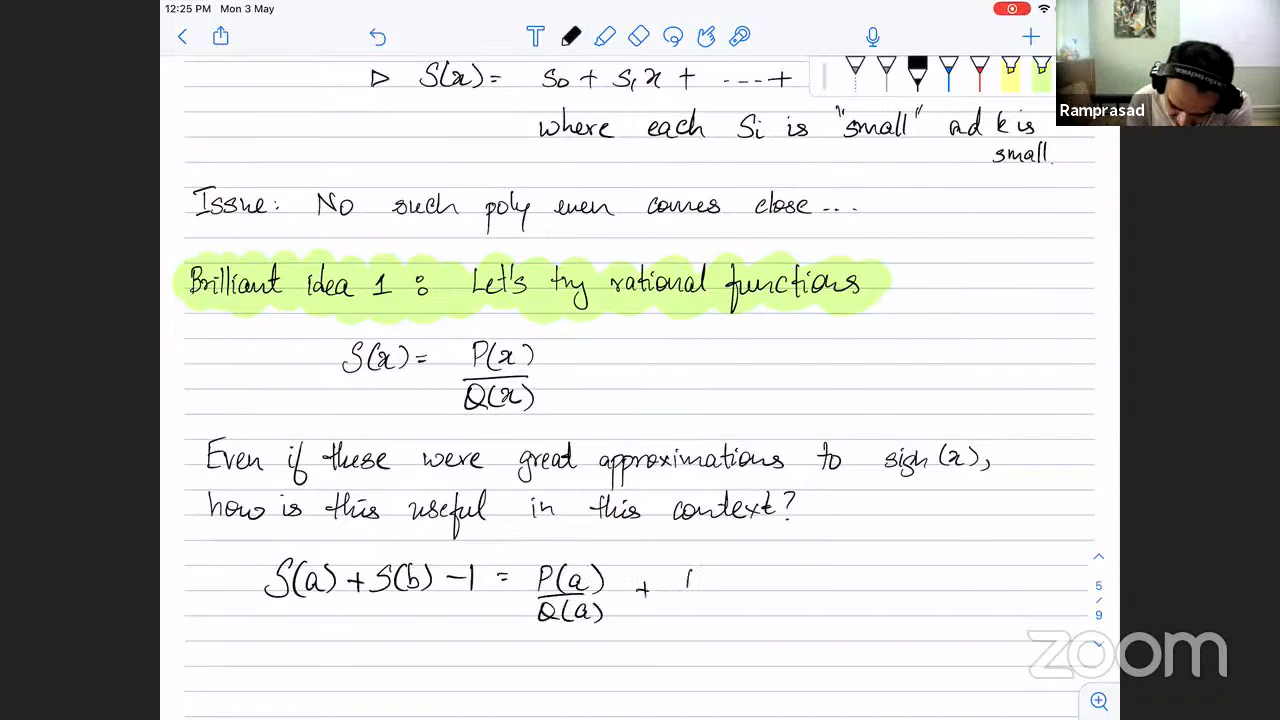 12:25 PM Mon 3 May
▷ S(x) = s0 + s1 x + ----- +
where each Si is "small" and k is
small.
Ramprasad
Issue: No such poly even comes close ...
Brilliant idea 1 : Let's try rational functions
S(x) = P(x) / Q(x)
Even if these were great approximations to sign(x),
how is this useful in this context?
S(a) + S(b) - 1 = P(a) / Q(a) +
5 / 9
zoom